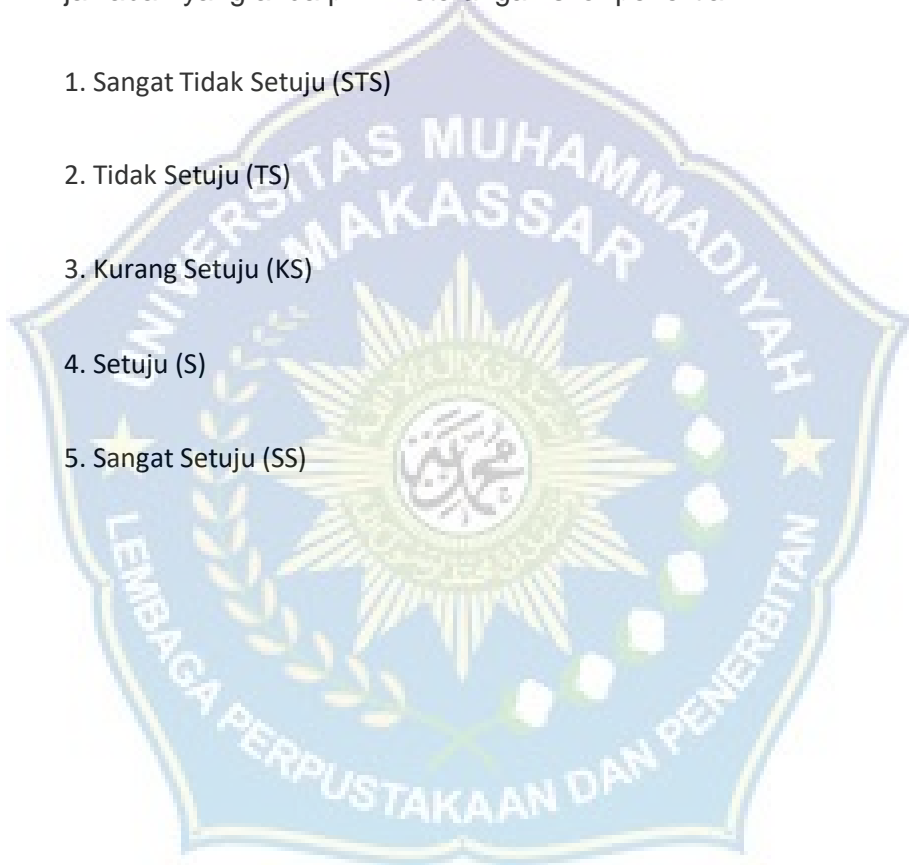 1. Sangat Tidak Setuju (STS)
2. Tidak Setuju (TS)
3. Kurang Setuju (KS)
4. Setuju (S)
5. Sangat Setuju (SS)
UNIVERSITAS MUHAMMADIYAH
MAKASSAR
LEMBAGA PERPUSTAKAAN DAN PENERBITAN